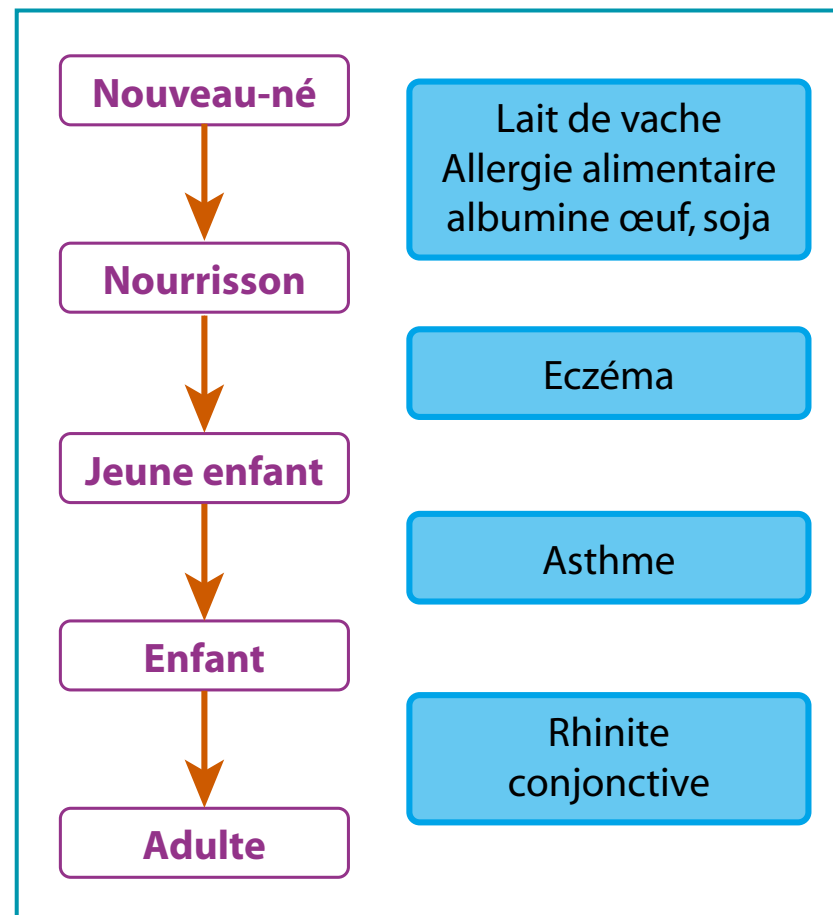 Nouveau-né
Lait de vache
Allergie alimentaire
albumine œuf, soja
Nourrisson
Eczéma
Jeune enfant
Asthme
Enfant
Rhinite
conjonctive
Adulte